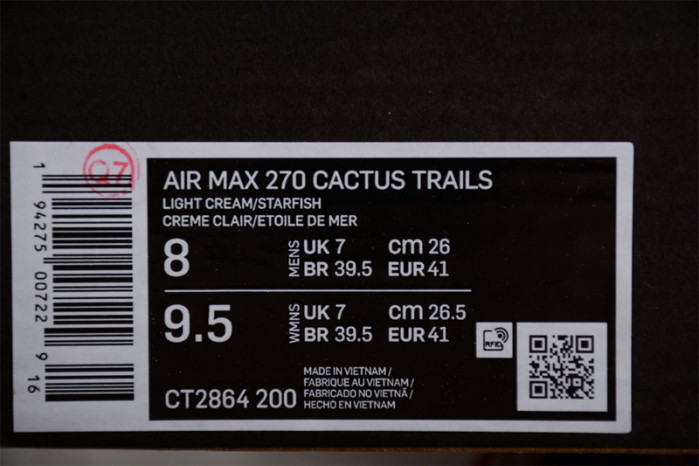 Q7
1 94275 00722 9 16
AIR MAX 270 CACTUS TRAILS
LIGHT CREAM/STARFISH
CREME CLAIR/ETOILE DE MER
8 MENS UK 7 cm 26
BR 39.5 EUR 41
9.5 WMNS UK 7 cm 26.5
BR 39.5 EUR 41
RFID
CT2864 200
MADE IN VIETNAM /
FABRIQUE AU VIETNAM /
FABRICADO NO VIETNÃ /
HECHO EN VIETNAM